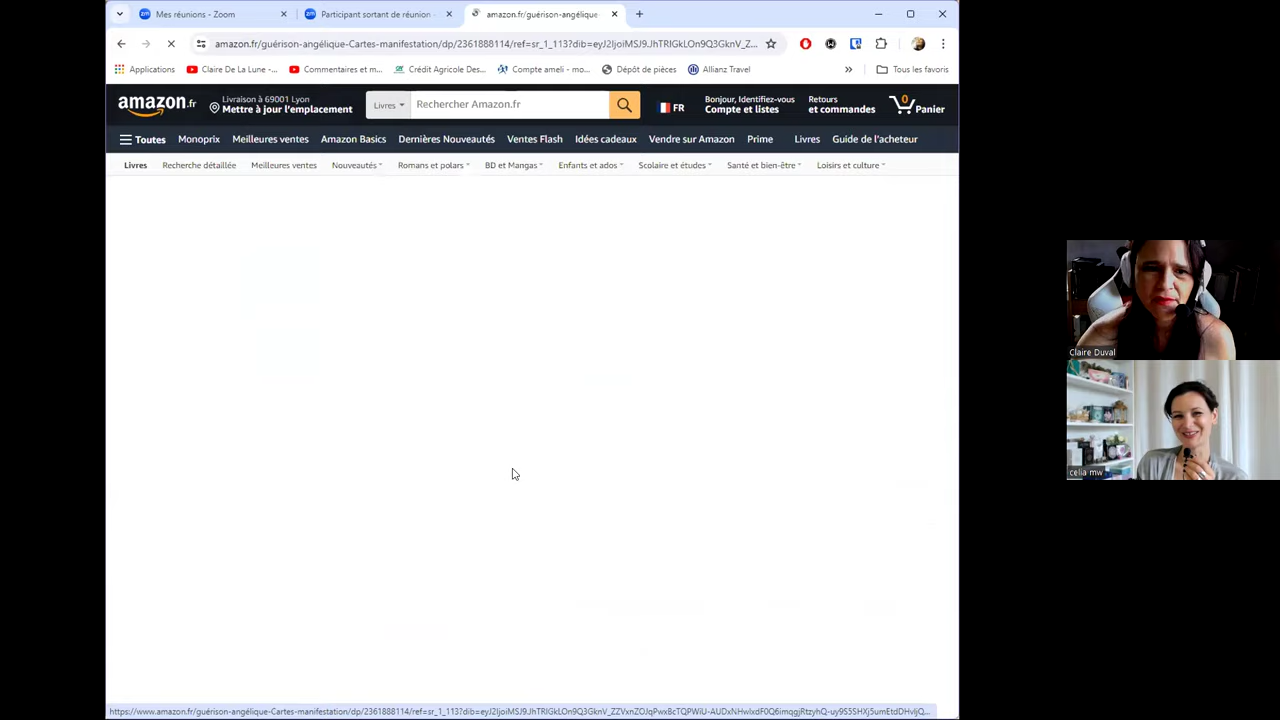 Mes réunions - Zoom
Participant sortant de réunion -
amazon.fr/guérison-angélique-
amazon.fr/guérison-angélique-Cartes-manifestation/dp/2361888114/ref=sr_1_113?dib=eyJ2IjoiMSJ9.JhTRlGkLOn9Q3GknV_Z...
Applications
Claire De La Lune -...
Commentaires et m...
Crédit Agricole Des...
Compte ameli - mo...
Dépôt de pièces
Allianz Travel
»
Tous les favoris
amazon.fr
Livraison à 69001 Lyon
Mettre à jour l'emplacement
Livres
Rechercher Amazon.fr
FR
Bonjour, Identifiez-vous
Compte et listes
Retours
et commandes
0
Panier
Toutes
Monoprix
Meilleures ventes
Amazon Basics
Dernières Nouveautés
Ventes Flash
Idées cadeaux
Vendre sur Amazon
Prime
Livres
Guide de l'acheteur
Livres
Recherche détaillée
Meilleures ventes
Nouveautés
Romans et polars
BD et Mangas
Enfants et ados
Scolaire et études
Santé et bien-être
Loisirs et culture
Claire Duval
celia mw